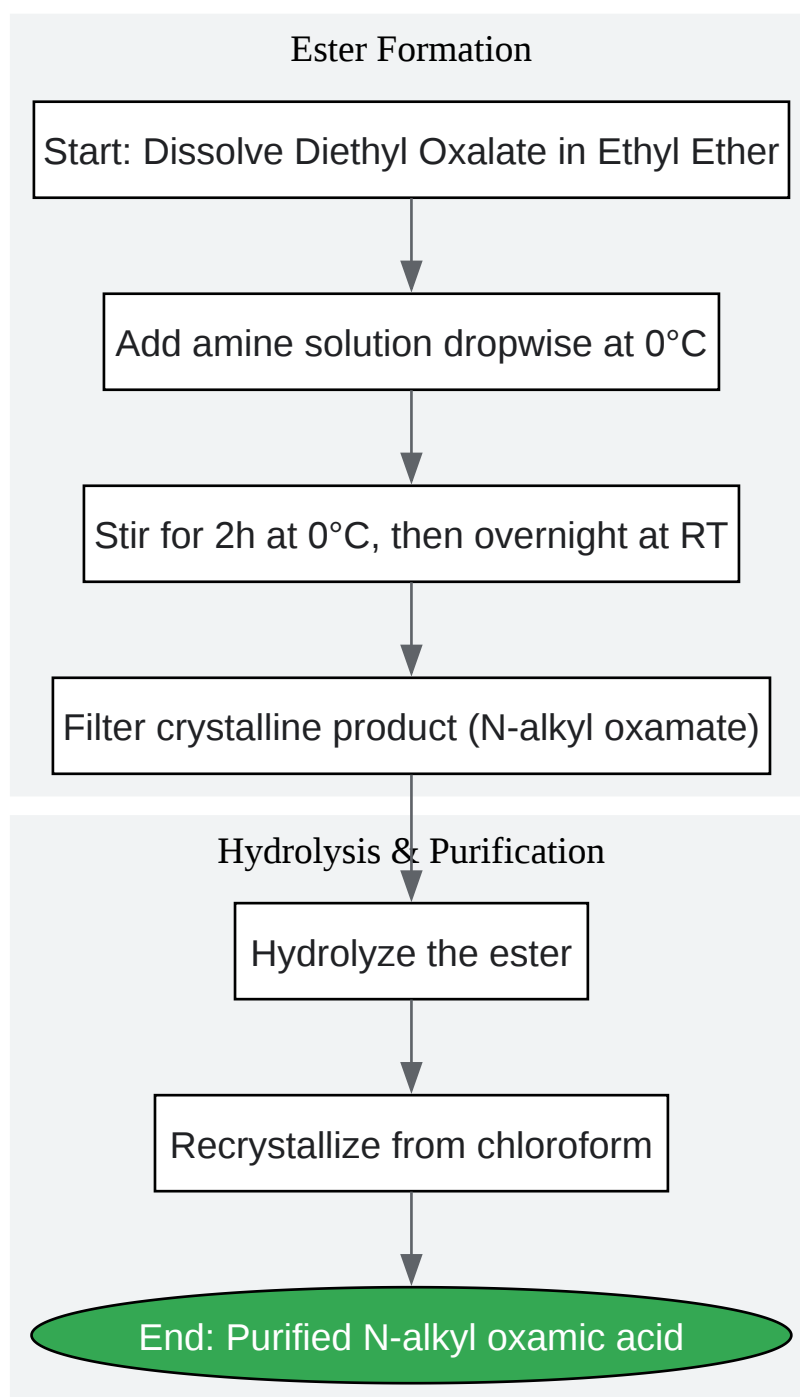 Ester Formation
Start: Dissolve Diethyl Oxalate in Ethyl Ether
Add amine solution dropwise at 0°C
Stir for 2h at 0°C, then overnight at RT
Filter crystalline product (N-alkyl oxamate)
Hydrolysis & Purification
Hydrolyze the ester
Recrystallize from chloroform
End: Purified N-alkyl oxamic acid